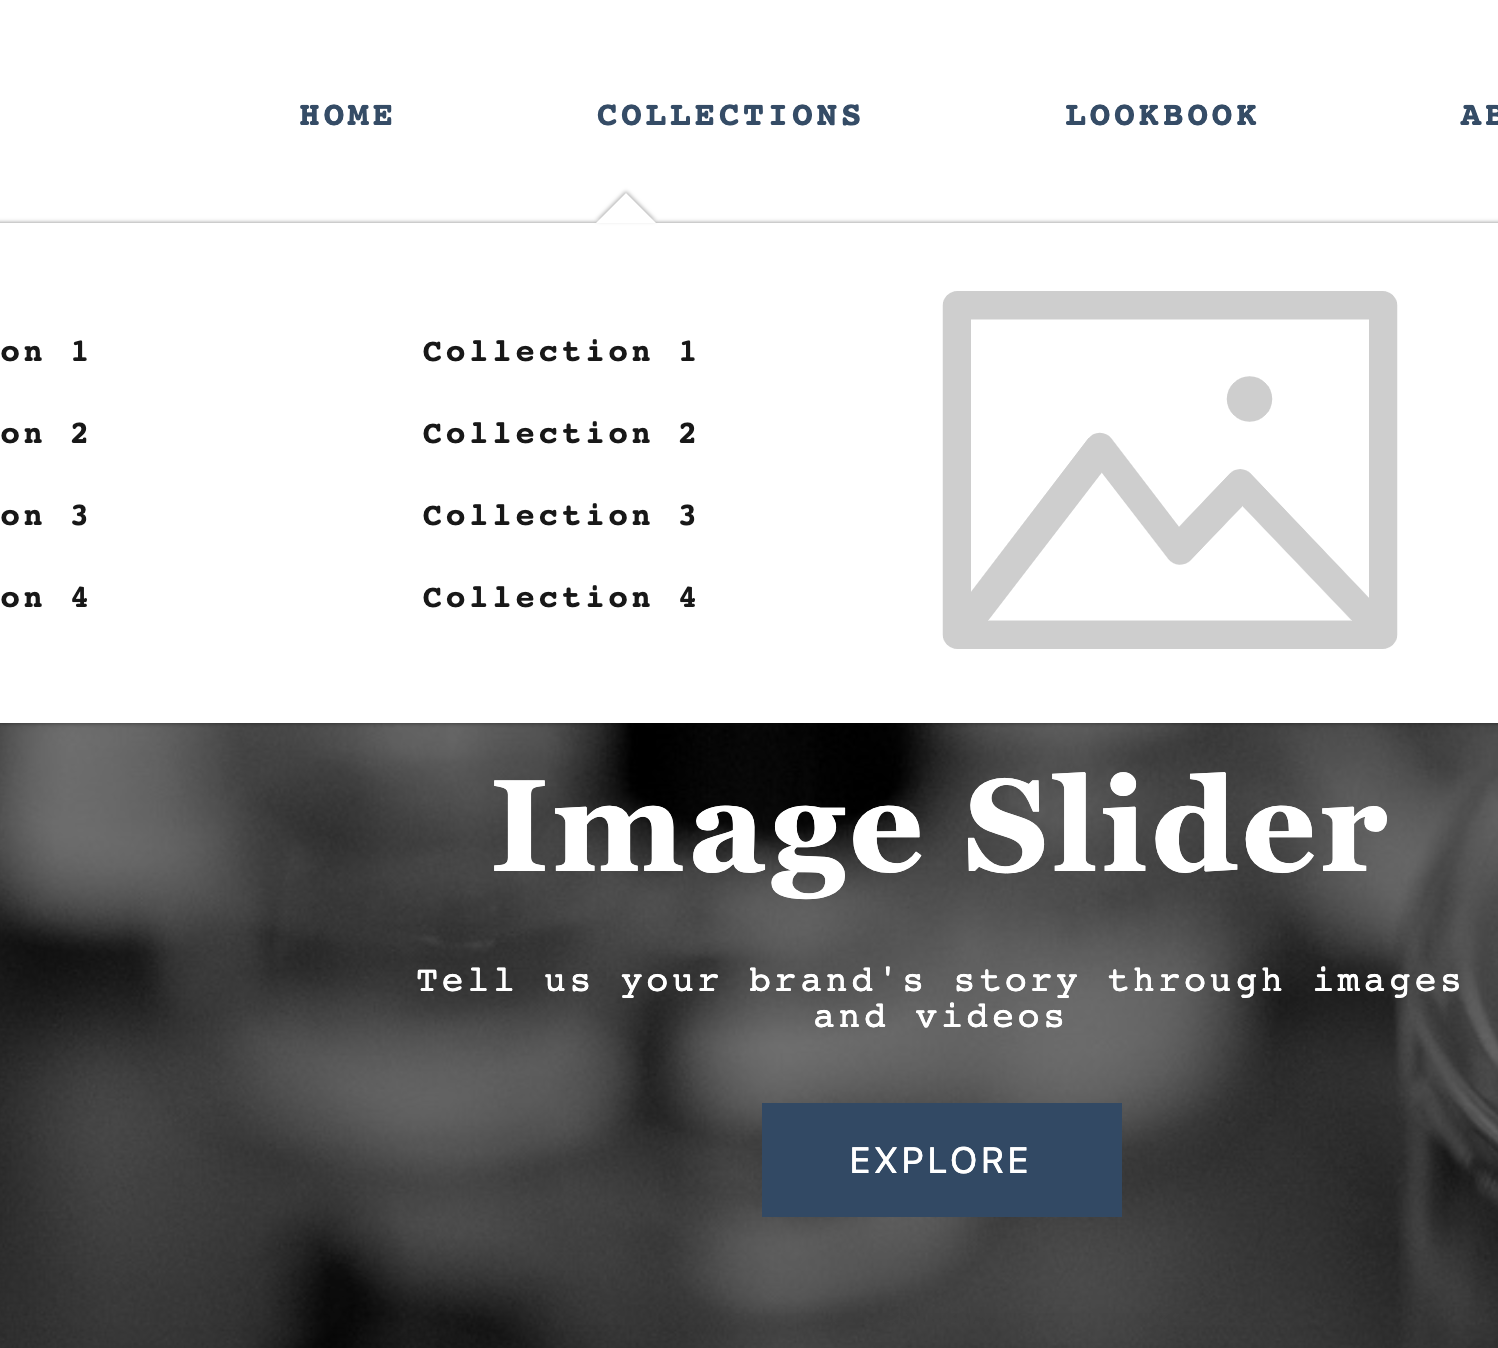 HOME COLLECTIONS LOOKBOOK
on 1 Collection 1
on 2 Collection 2
on 3 Collection 3
on 4 Collection 4
Image Slider
Tell us your brand's story through images
and videos
EXPLORE